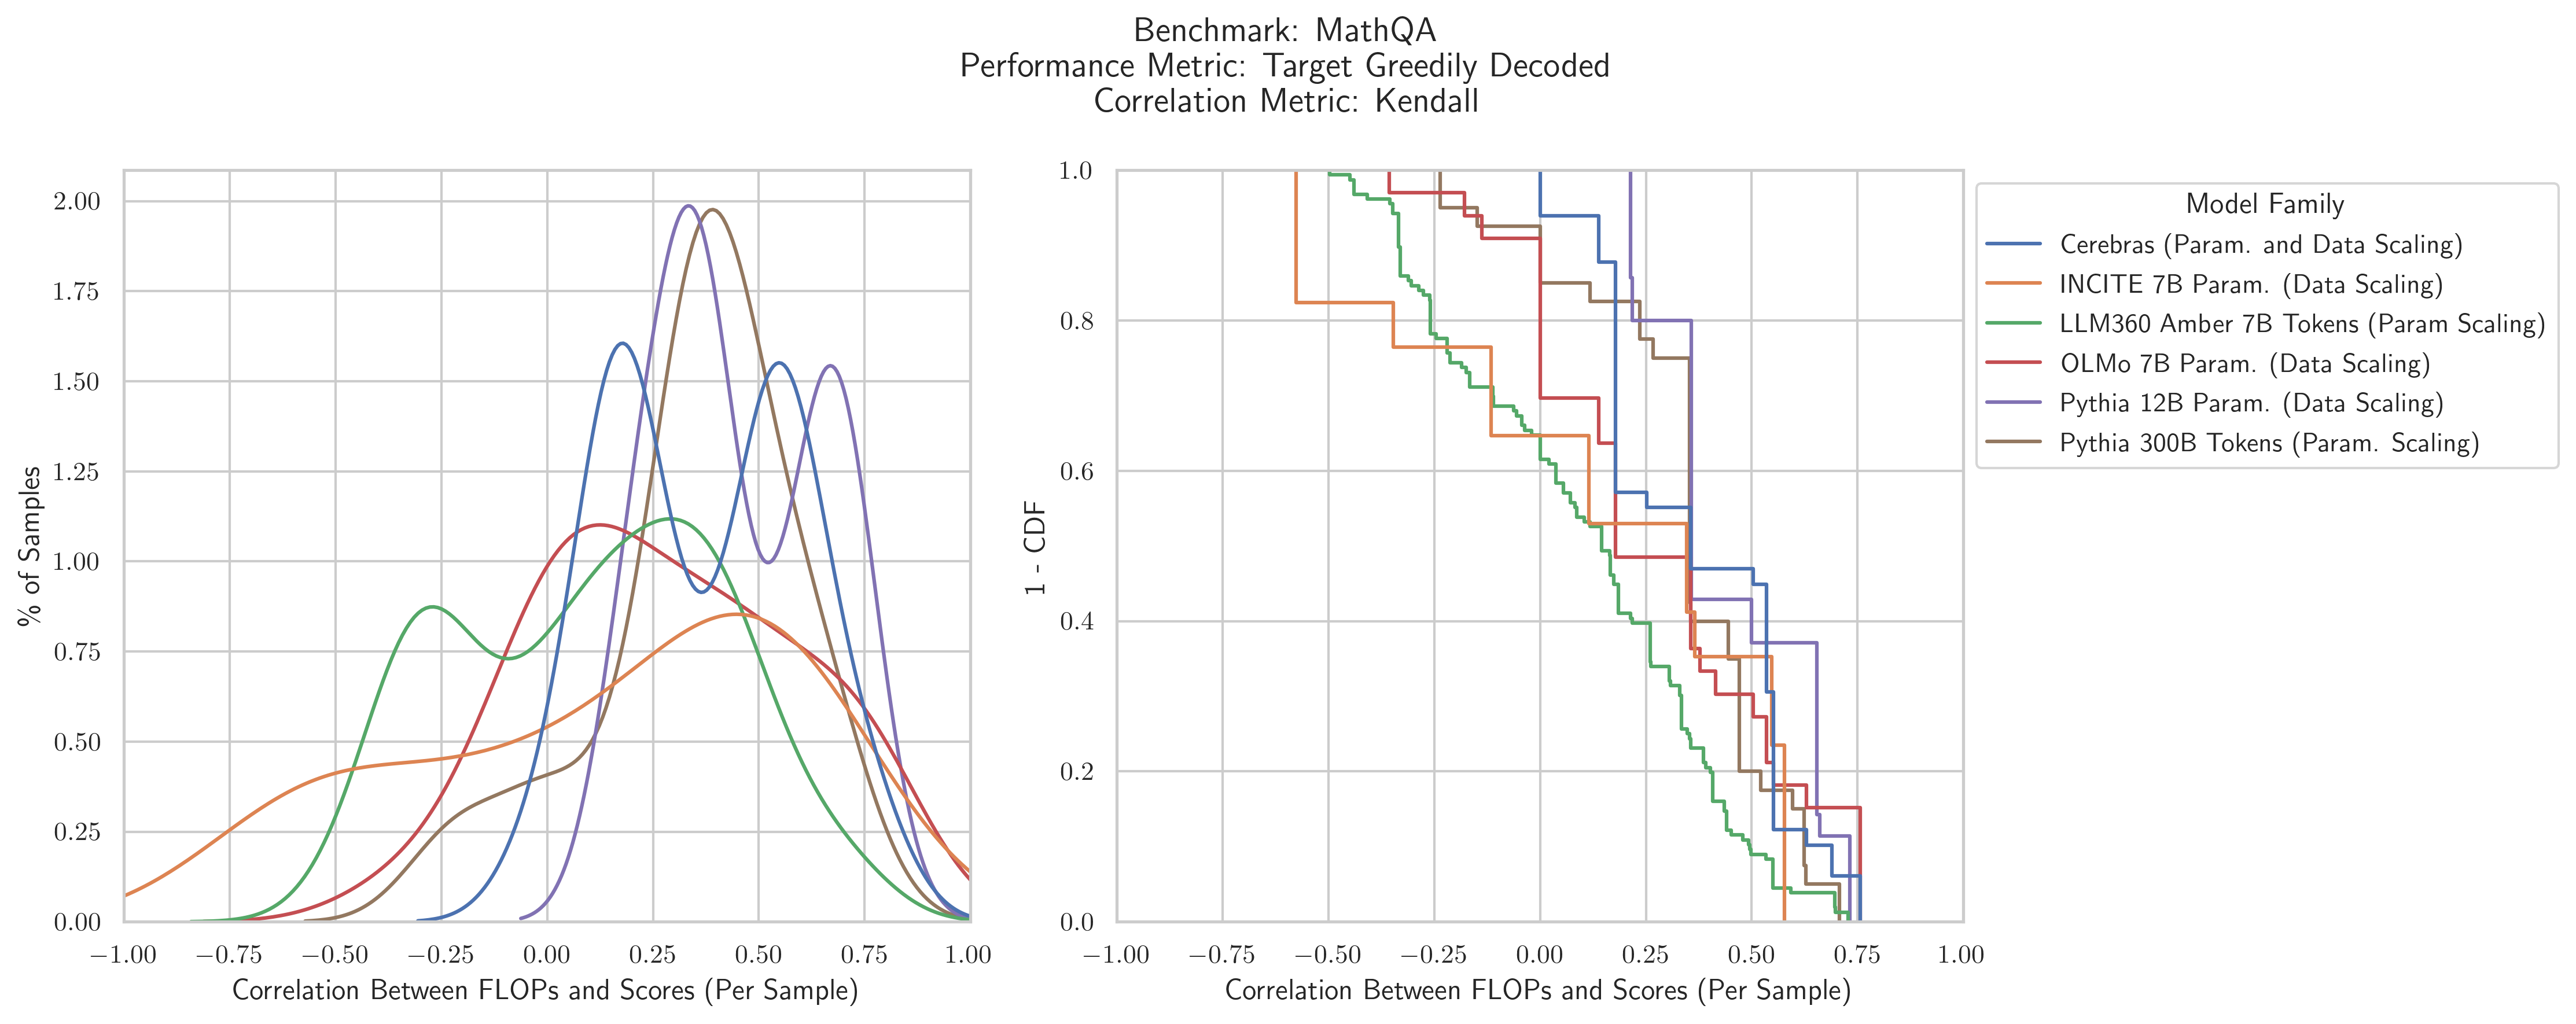 Benchmark: MathQA
Performance Metric: Target Greedily Decoded
Correlation Metric: Kendall
% of Samples
2.00
1.75
1.50
1.25
1.00
0.75
0.50
0.25
0.00
−1.00 −0.75 −0.50 −0.25 0.00 0.25 0.50 0.75 1.00
Correlation Between FLOPs and Scores (Per Sample)
1 - CDF
1.0
0.8
0.6
0.4
0.2
0.0
−1.00 −0.75 −0.50 −0.25 0.00 0.25 0.50 0.75 1.00
Correlation Between FLOPs and Scores (Per Sample)
Model Family
Cerebras (Param. and Data Scaling)
INCITE 7B Param. (Data Scaling)
LLM360 Amber 7B Tokens (Param Scaling)
OLMo 7B Param. (Data Scaling)
Pythia 12B Param. (Data Scaling)
Pythia 300B Tokens (Param. Scaling)